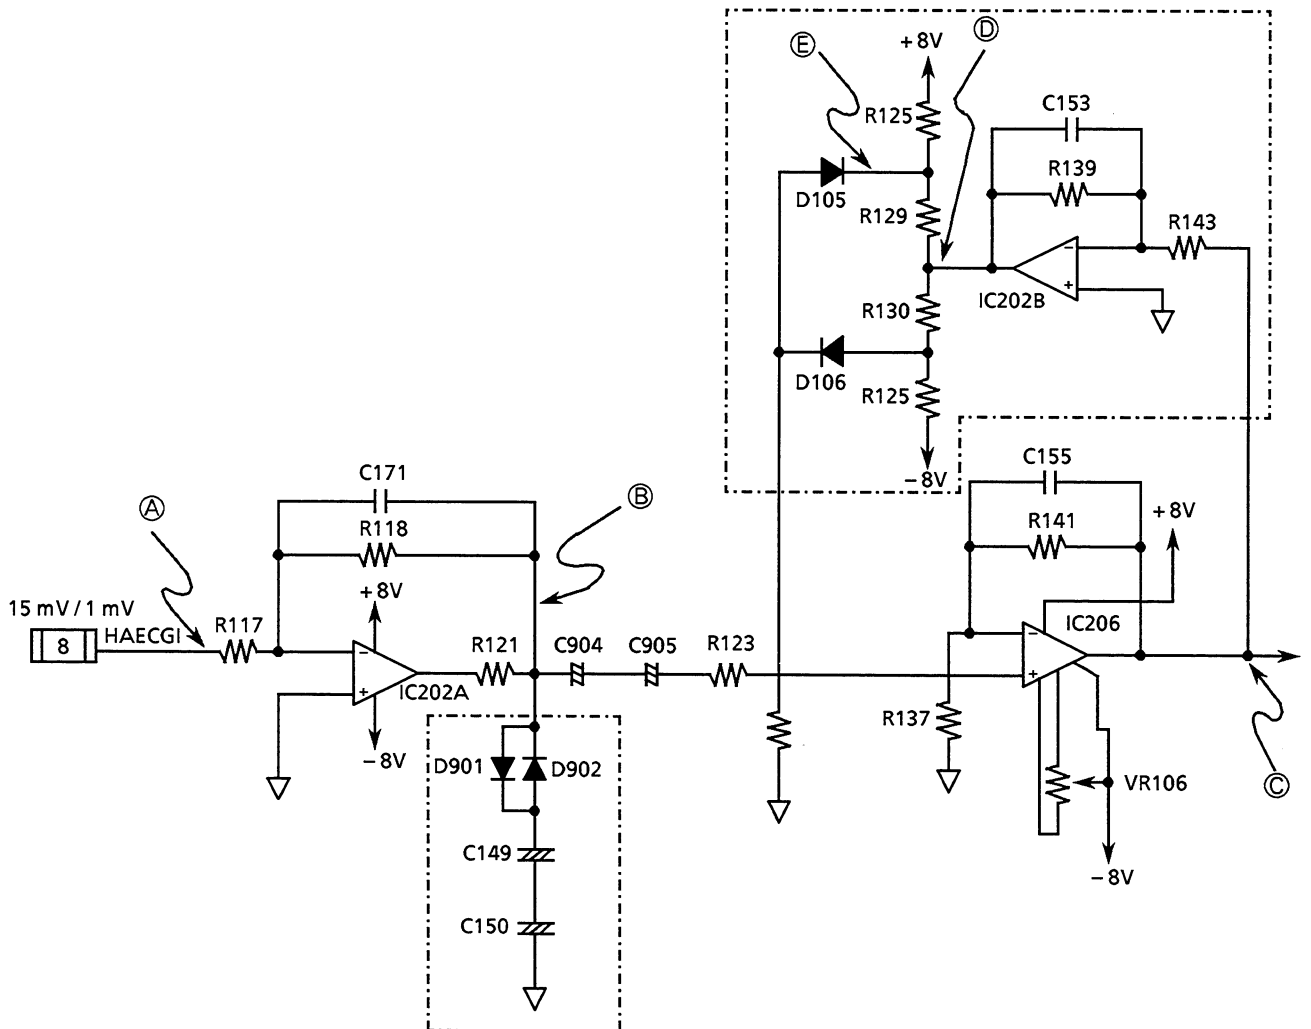 Ⓔ
Ⓓ
+8V
R125
C153
R139
D105
R129
R143
IC202B
R130
D106
R125
-8V
C171
Ⓑ
C155
Ⓐ
R118
R141
+8V
15 mV / 1 mV
+8V
HAECGI
R117
IC206
8
R121
C904
C905
R123
IC202A
R137
-8V
D901
D902
VR106
Ⓒ
C149
-8V
C150